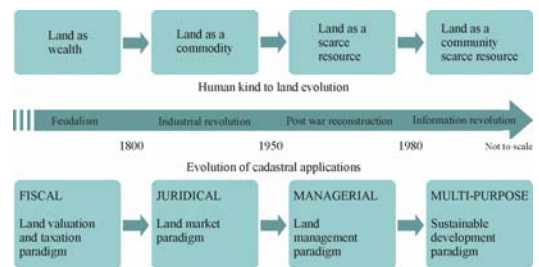 Land as wealth
Land as a commodity
Land as a scarce resource
Land as a community scarce resource
Human kind to land evolution
Feudalism
Industrial revolution
Post war reconstruction
Information revolution
1800
1950
1980
Not to scale
Evolution of cadastral applications
FISCAL
Land valuation and taxation paradigm
JURIDICAL
Land market paradigm
MANAGERIAL
Land management paradigm
MULTI-PURPOSE
Sustainable development paradigm